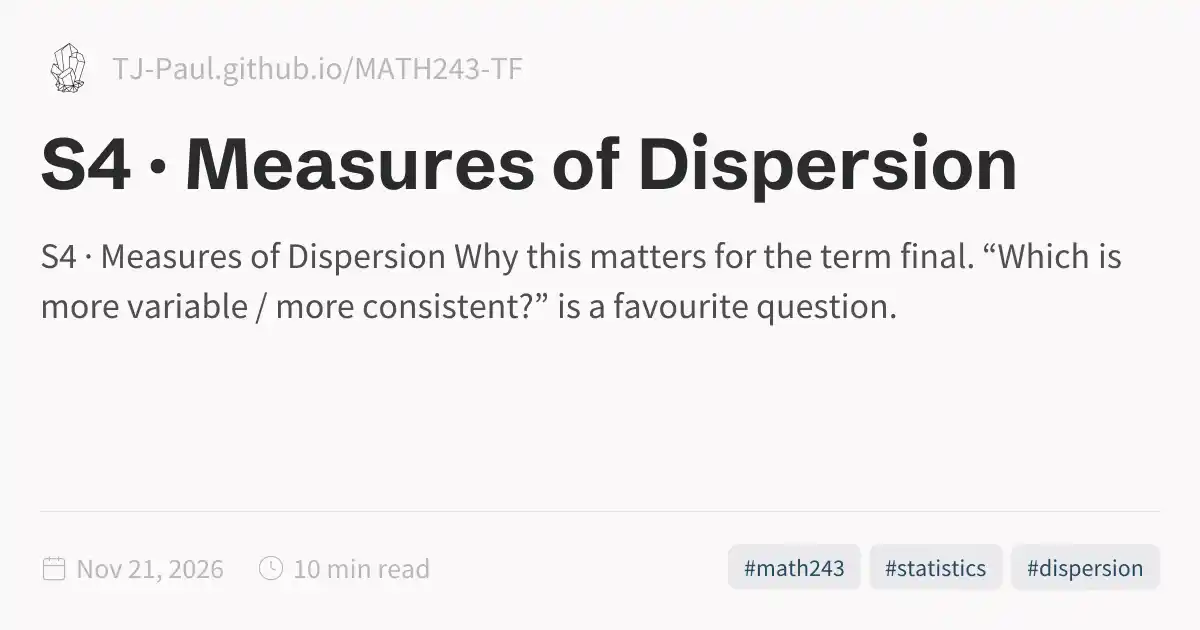 TJ-Paul.github.io/MATH243-TF
S4 · Measures of Dispersion
S4 · Measures of Dispersion Why this matters for the term final. “Which is
more variable / more consistent?” is a favourite question.
Nov 21, 2026 10 min read #math243 #statistics #dispersion